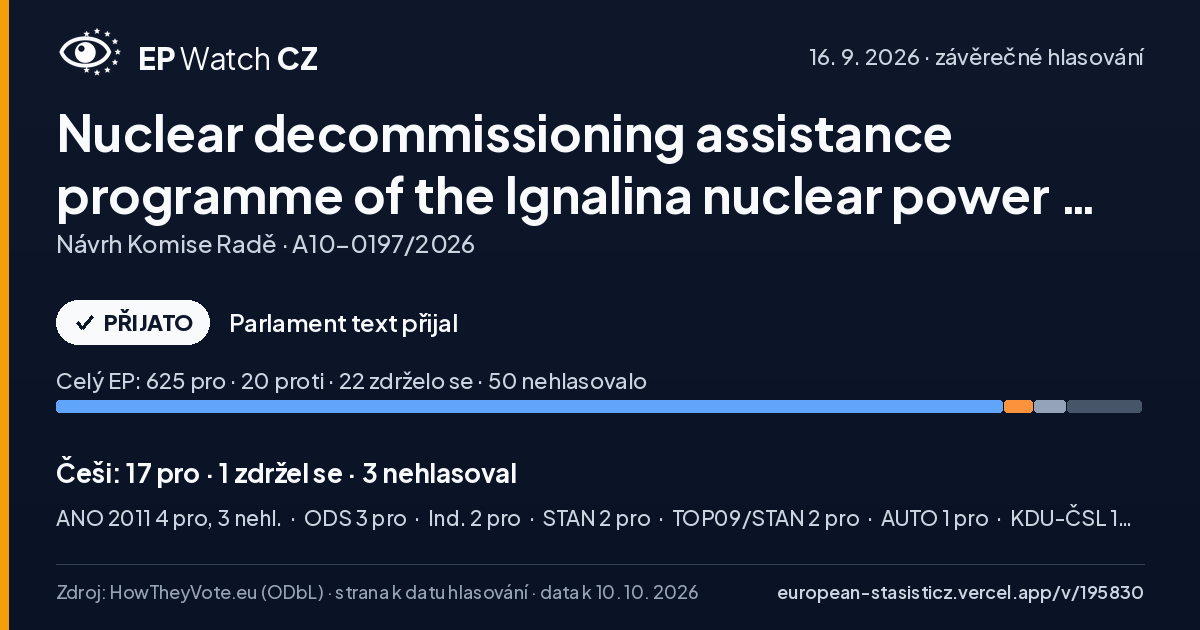 EP Watch CZ
16. 9. 2026 · závěrečné hlasování
Nuclear decommissioning assistance
programme of the Ignalina nuclear power …
Návrh Komise Radě · A10-0197/2026
✓ PŘIJATO
Parlament text přijal
Celý EP: 625 pro · 20 proti · 22 zdrželo se · 50 nehlasovalo
Češi: 17 pro · 1 zdržel se · 3 nehlasoval
ANO 2011 4 pro, 3 nehl. · ODS 3 pro · Ind. 2 pro · STAN 2 pro · TOP09/STAN 2 pro · AUTO 1 pro · KDU-ČSL 1…
Zdroj: HowTheyVote.eu (ODbL) · strana k datu hlasování · data k 10. 10. 2026
european-stasisticz.vercel.app/v/195830